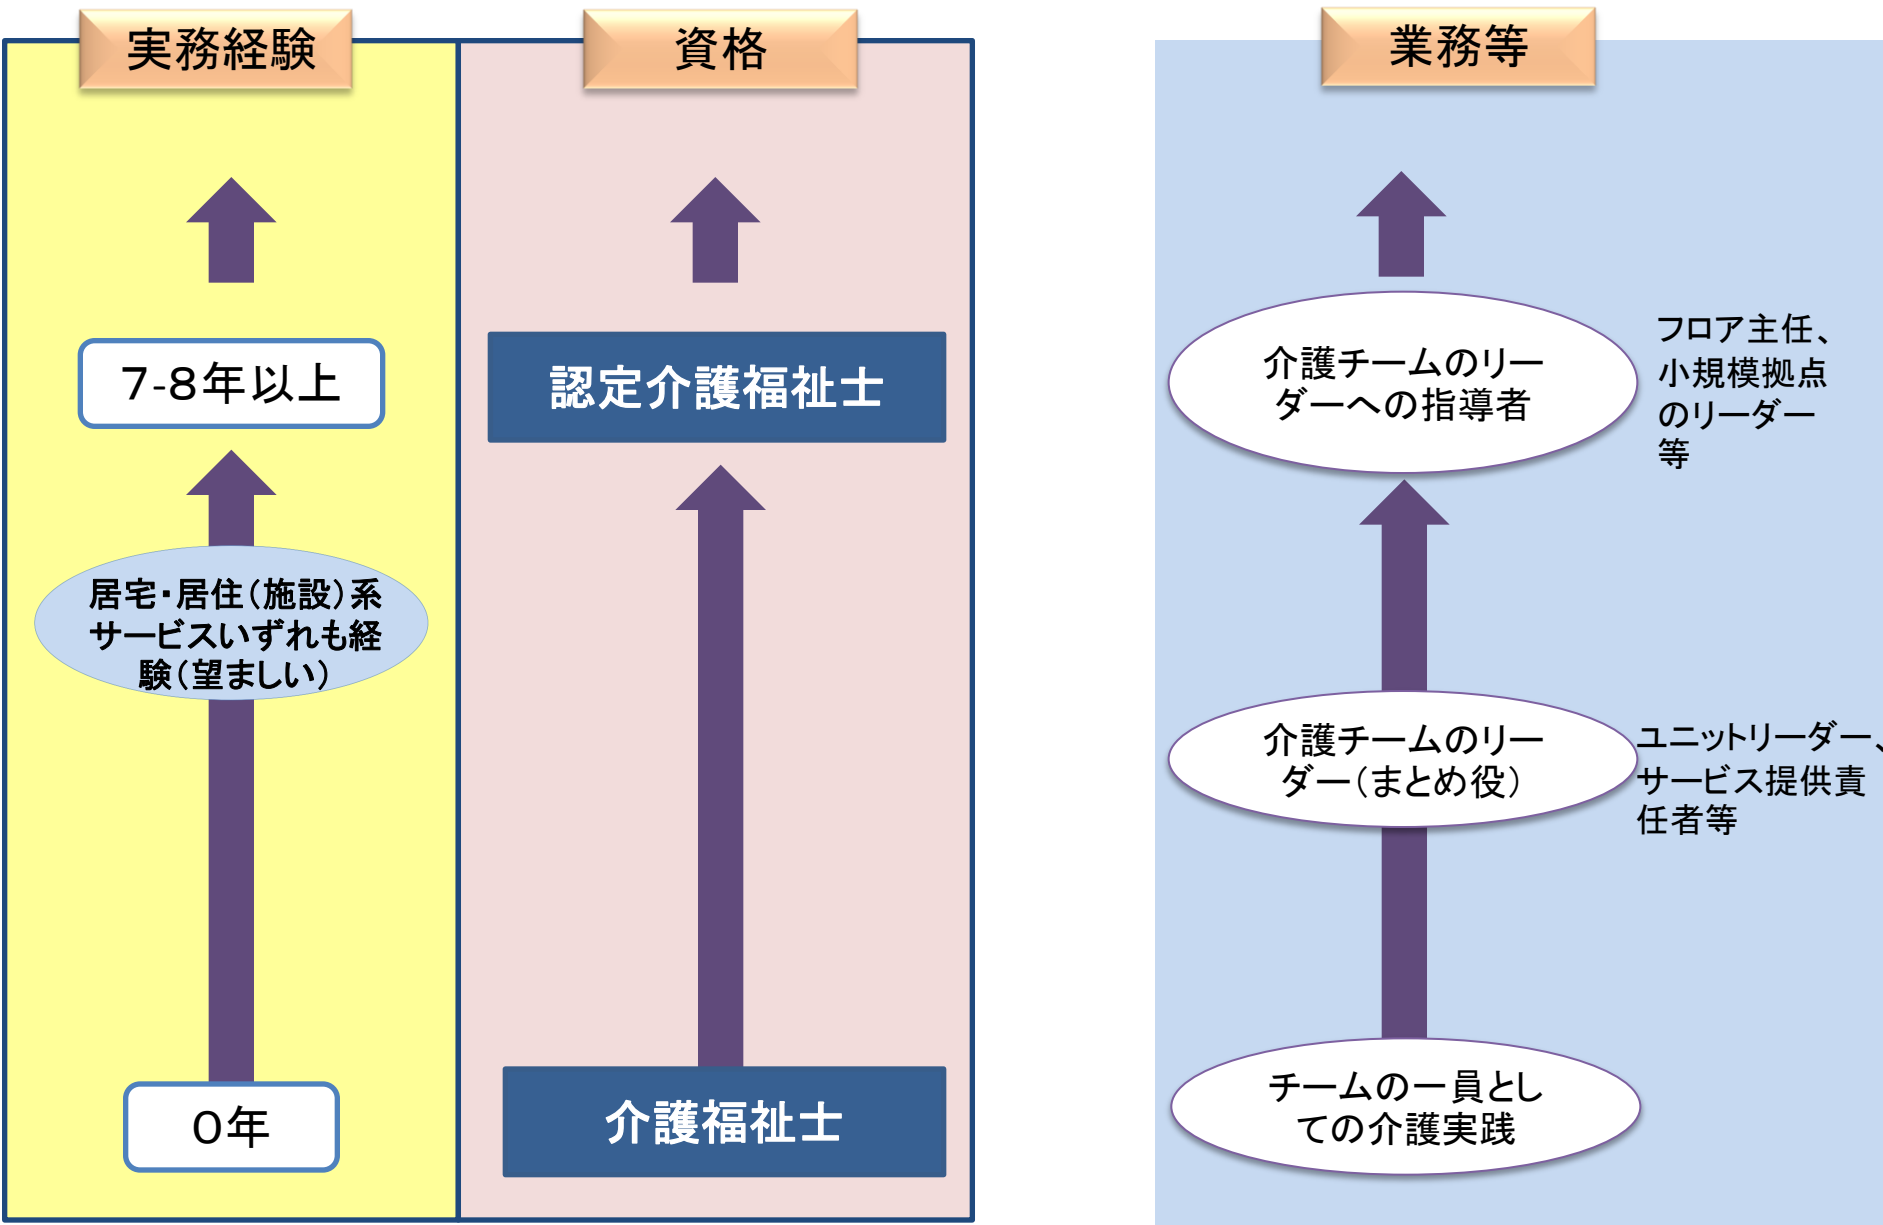 実務経験
資格
業務等
7-8年以上
居宅・居住(施設)系
サービスいずれも経
験(望ましい)
0年
認定介護福祉士
介護福祉士
介護チームのリー
ダーへの指導者
フロア主任、
小規模拠点
のリーダー
等
介護チームのリー
ダー(まとめ役)
ユニットリーダー、
サービス提供責
任者等
チームの一員とし
ての介護実践